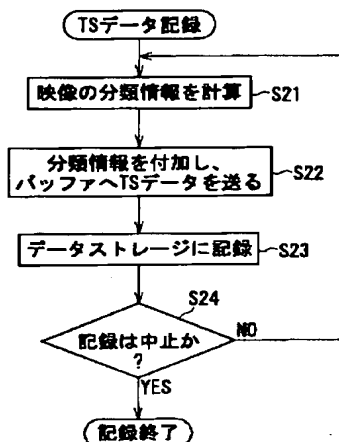 TSデータ記録
映像の分類情報を計算
S21
分類情報を付加し、
バッファへTSデータを送る
S22
データストレージに記録
S23
S24
記録は中止か
?
NO
YES
記録終了